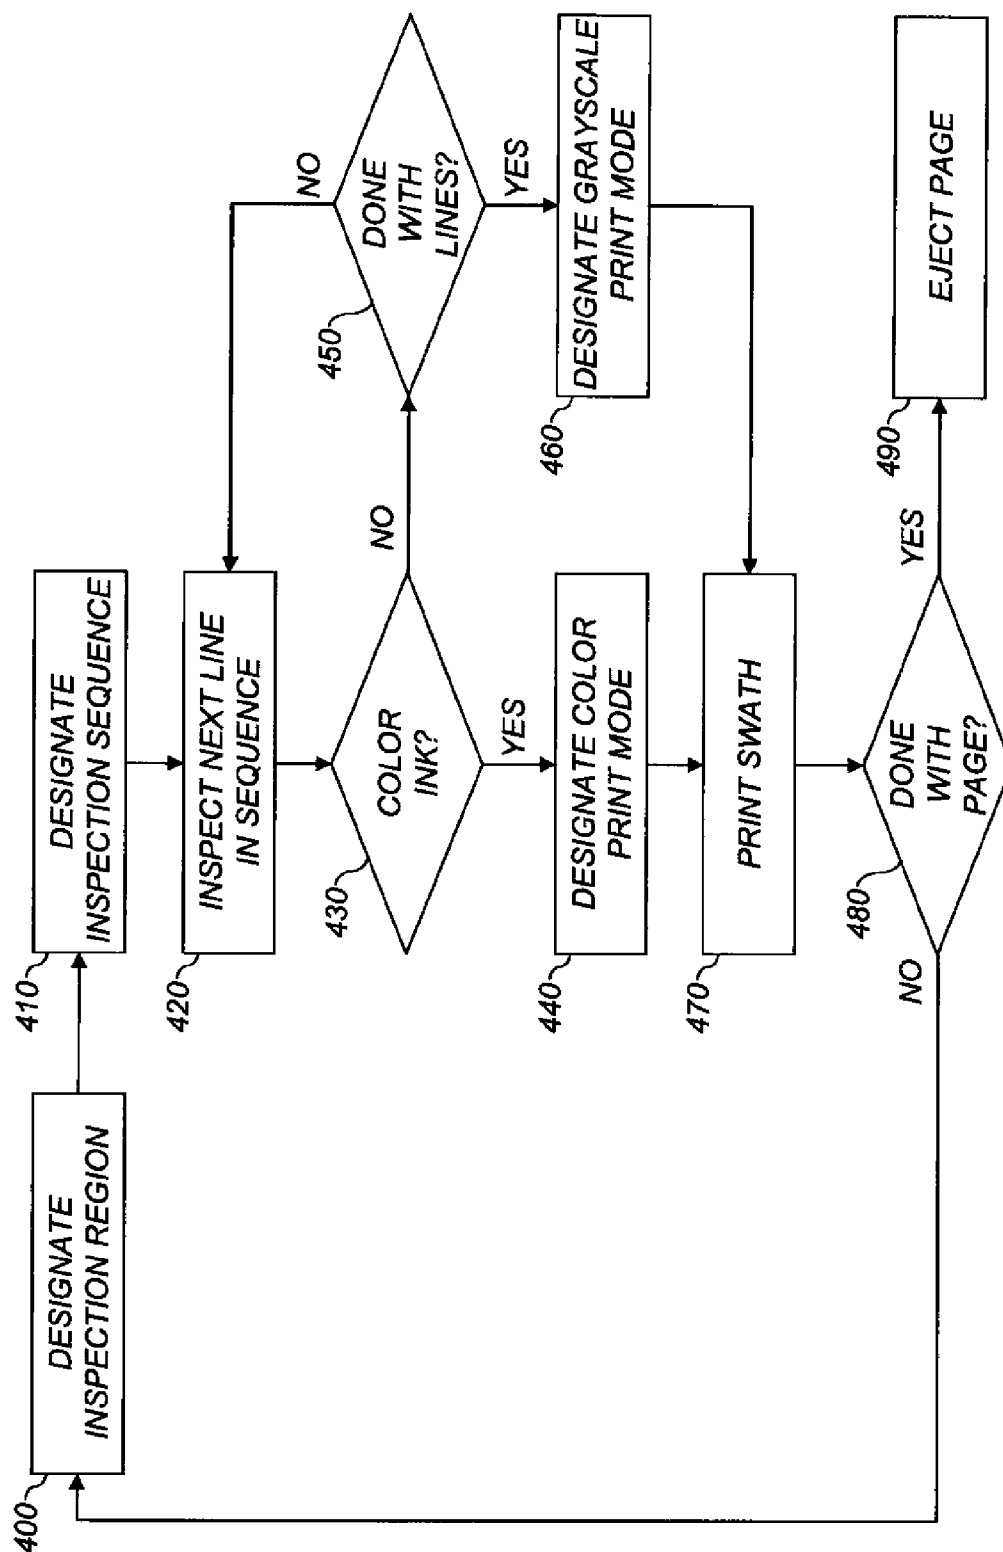 400
DESIGNATE
INSPECTION REGION
410
DESIGNATE
INSPECTION SEQUENCE
420
INSPECT NEXT LINE
IN SEQUENCE
430
COLOR
INK?
NO
YES
450
DONE
WITH
LINES?
NO
YES
440
DESIGNATE COLOR
PRINT MODE
460
DESIGNATE GRAYSCALE
PRINT MODE
470
PRINT SWATH
480
DONE
WITH
PAGE?
NO
YES
490
EJECT PAGE